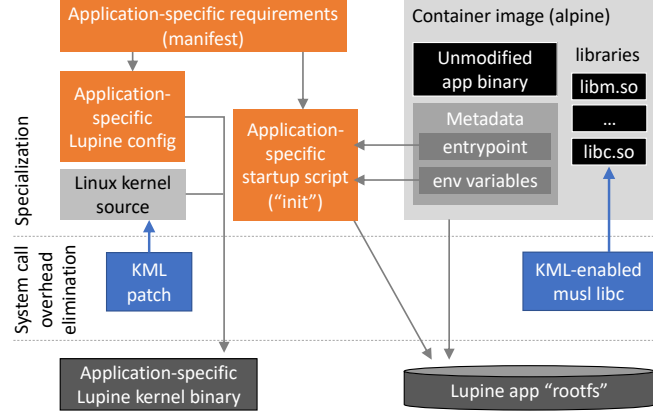 Application-specific requirements
(manifest)
Container image (alpine)
Application-
specific
Lupine config
Linux kernel
source
Application-
specific
startup script
("init")
Unmodified
app binary
Metadata
entrypoint
env variables
libraries
libm.so
...
libc.so
Specialization
KML
patch
KML-enabled
musl libc
System call
overhead
elimination
Application-specific
Lupine kernel binary
Lupine app "rootfs"